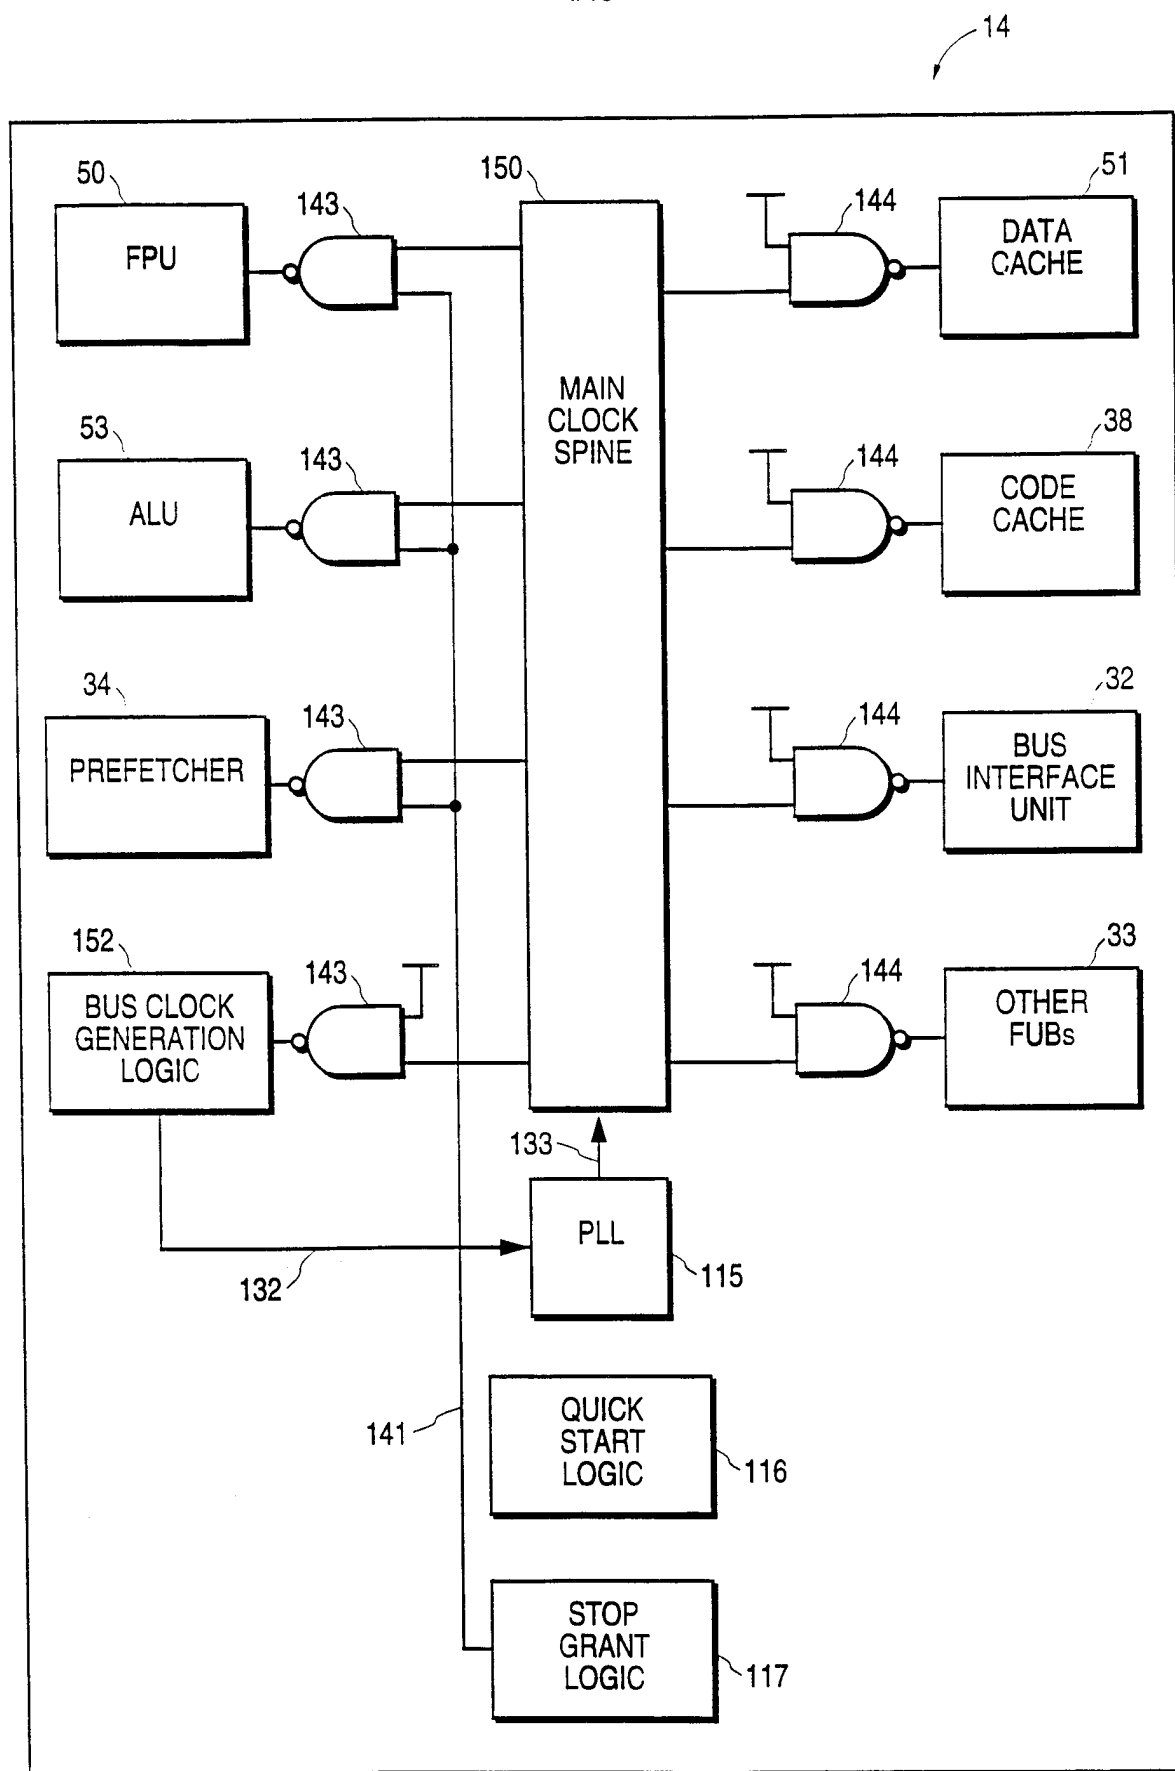 14
50
FPU
143
150
MAIN
CLOCK
SPINE
144
51
DATA
CACHE
53
ALU
143
144
38
CODE
CACHE
34
PREFETCHER
143
144
32
BUS
INTERFACE
UNIT
152
BUS CLOCK
GENERATION
LOGIC
143
144
33
OTHER
FUBs
133
PLL
115
132
141
QUICK
START
LOGIC
116
STOP
GRANT
LOGIC
117